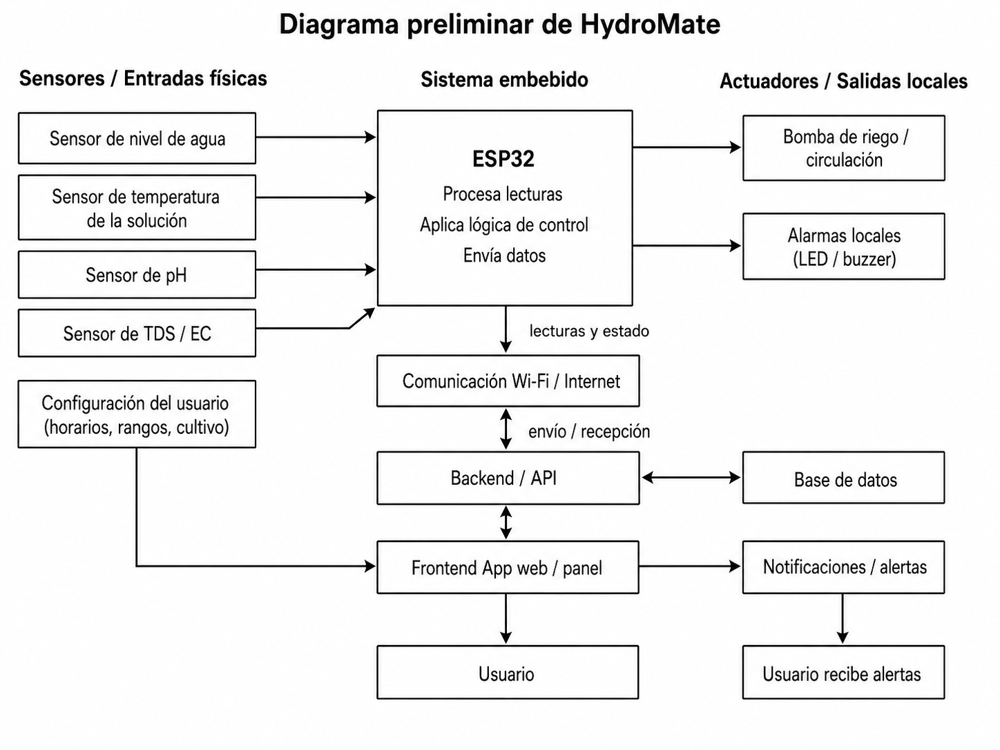 Diagrama preliminar de HydroMate
Sensores / Entradas físicas
Sensor de nivel de agua
Sensor de temperatura
de la solución
Sensor de pH
Sensor de TDS / EC
Configuración del usuario
(horarios, rangos, cultivo)
Sistema embebido
ESP32
Procesa lecturas
Aplica lógica de control
Envía datos
lecturas y estado
Comunicación Wi-Fi / Internet
envío / recepción
Backend / API
Frontend App web / panel
Usuario
Actuadores / Salidas locales
Bomba de riego /
circulación
Alarmas locales
(LED / buzzer)
Base de datos
Notificaciones / alertas
Usuario recibe alertas